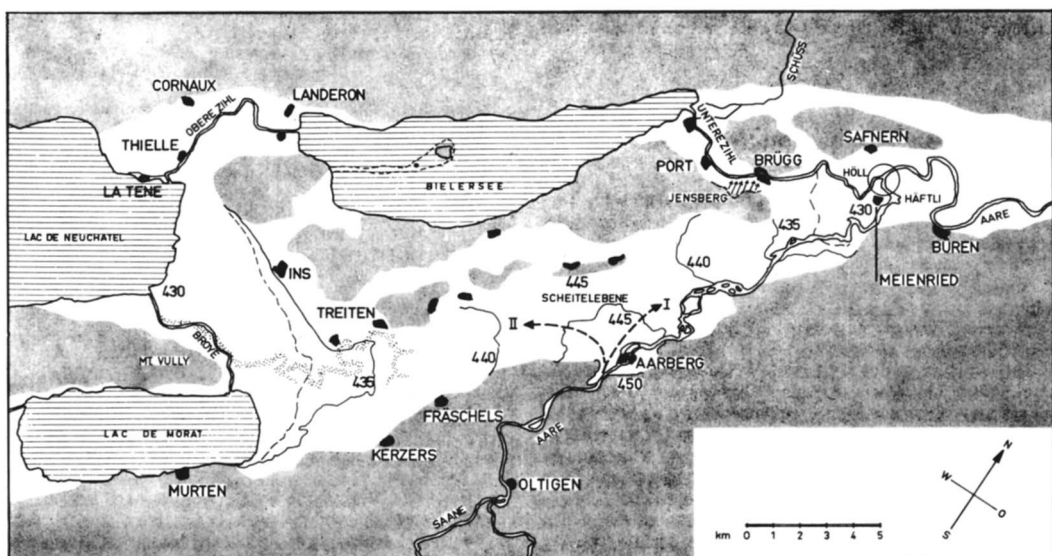 CORNAUX
LANDERON
OBERE ZIHL
THIELLE
LA TENE
LAC DE NEUCHATEL
BIELERSEE
SCHÜSS
UNTERE ZIHL
PORT
BRÜGG
JENSBERG
SAFNERN
HÖLL
HÄFTLI
430
435
440
AARE
BÜREN
MEIENRIED
INS
TREITEN
430
BROYE
MT. VULLY
435
LAC DE MORAT
MURTEN
445
SCHEITELEBENE
I
II
445
440
AARBERG
450
FRÄSCHELS
AARE
KERZERS
OLTIGEN
SAANE
N
W
O
S
km 0 1 2 3 4 5